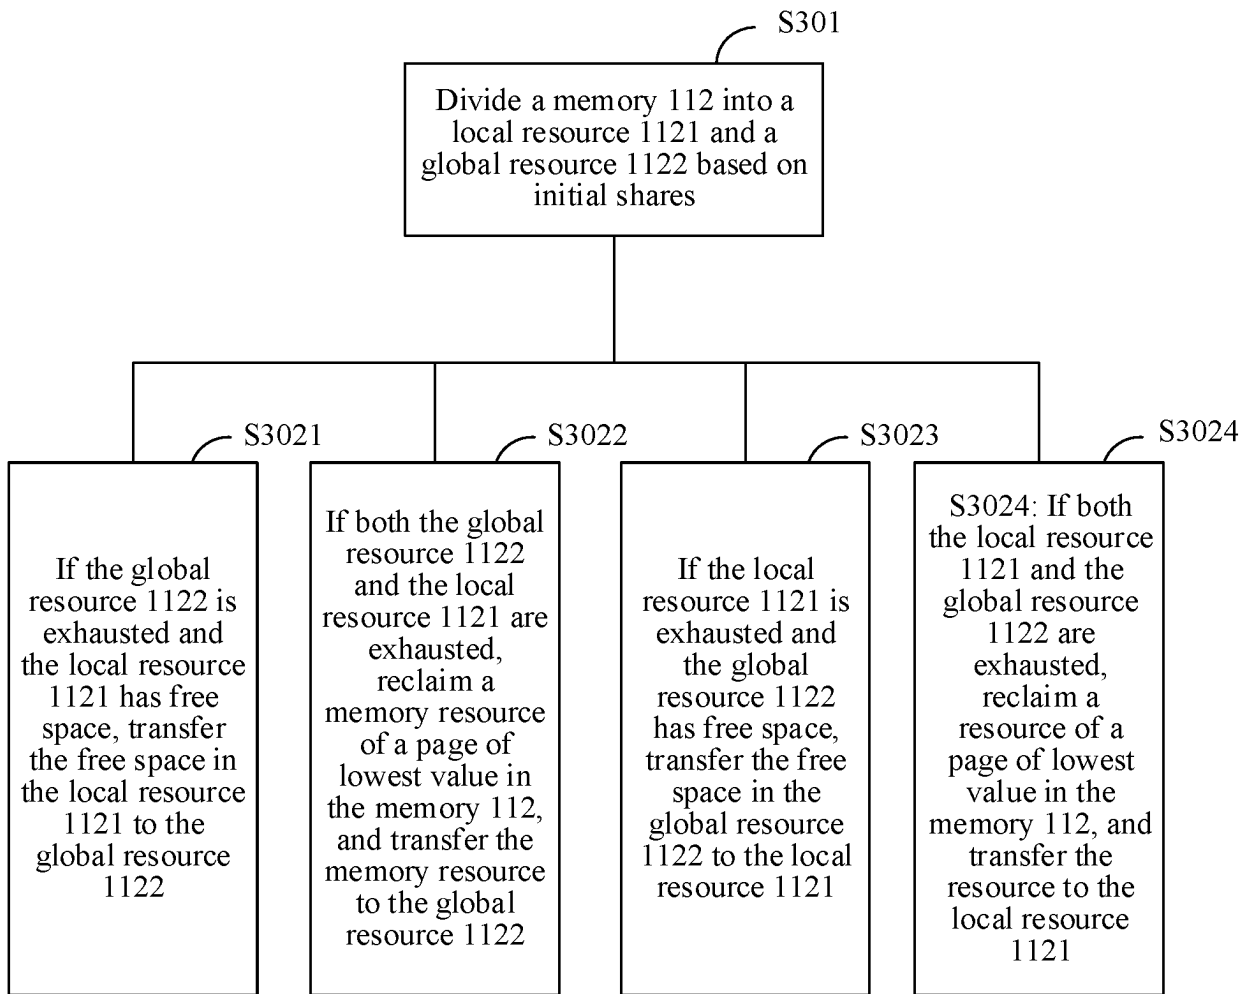 S301
Divide a memory 112 into a
local resource 1121 and a
global resource 1122 based on
initial shares
S3021
If the global
resource 1122 is
exhausted and
the local resource
1121 has free
space, transfer
the free space in
the local resource
1121 to the
global resource
1122
S3022
If both the global
resource 1122
and the local
resource 1121 are
exhausted,
reclaim a
memory resource
of a page of
lowest value in
the memory 112,
and transfer the
memory resource
to the global
resource 1122
S3023
If the local
resource 1121 is
exhausted and
the global
resource 1122
has free space,
transfer the free
space in the
global resource
1122 to the local
resource 1121
S3024
S3024: If both
the local resource
1121 and the
global resource
1122 are
exhausted,
reclaim a
resource of a
page of lowest
value in the
memory 112, and
transfer the
resource to the
local resource
1121